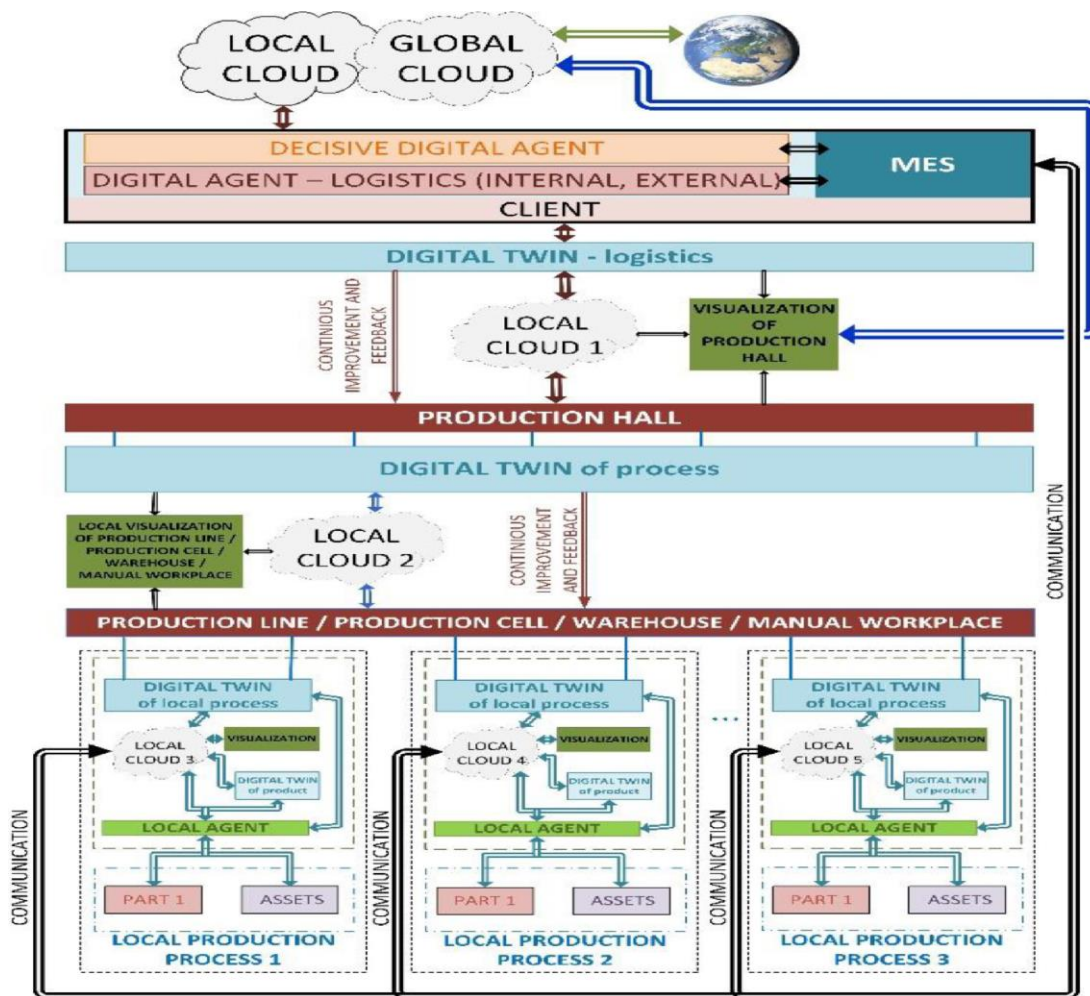 LOCAL
CLOUD
GLOBAL
CLOUD
DECISIVE DIGITAL AGENT
DIGITAL AGENT – LOGISTICS (INTERNAL, EXTERNAL)
MES
CLIENT
DIGITAL TWIN - logistics
CONTINIOUS
IMPROVEMENT AND
FEEDBACK
LOCAL
CLOUD 1
VISUALIZATION
OF
PRODUCTION
HALL
PRODUCTION HALL
DIGITAL TWIN of process
LOCAL VISUALIZATION
OF PRODUCTION LINE /
PRODUCTION CELL /
WAREHOUSE /
MANUAL WORKPLACE
LOCAL
CLOUD 2
CONTINIOUS
IMPROVEMENT
AND FEEDBACK
COMMUNICATION
PRODUCTION LINE / PRODUCTION CELL / WAREHOUSE / MANUAL WORKPLACE
DIGITAL TWIN
of local process
LOCAL
CLOUD 3
VISUALIZATION
DIGITAL TWIN
of product
LOCAL AGENT
PART 1
ASSETS
LOCAL PRODUCTION
PROCESS 1
COMMUNICATION
DIGITAL TWIN
of local process
LOCAL
CLOUD 4
VISUALIZATION
DIGITAL TWIN
of product
LOCAL AGENT
PART 1
ASSETS
LOCAL PRODUCTION
PROCESS 2
COMMUNICATION
...
DIGITAL TWIN
of local process
LOCAL
CLOUD 5
VISUALIZATION
DIGITAL TWIN
of product
LOCAL AGENT
PART 1
ASSETS
LOCAL PRODUCTION
PROCESS 3
COMMUNICATION